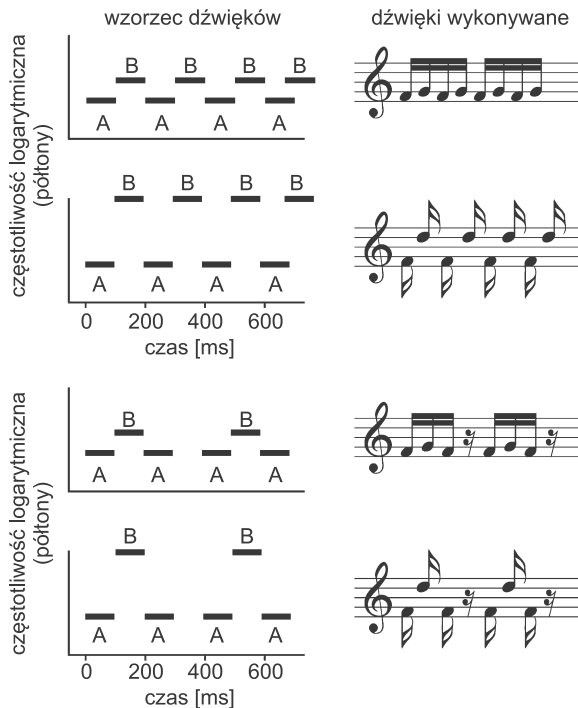 wzorzec dźwięków
dźwięki wykonywane
częstotliwość logarytmiczna
(półtony)
B B B B
A A A A
B B B B
A A A A
0 200 400 600
czas [ms]
częstotliwość logarytmiczna
(półtony)
B B
A A A A
B B
A A A A
0 200 400 600
czas [ms]